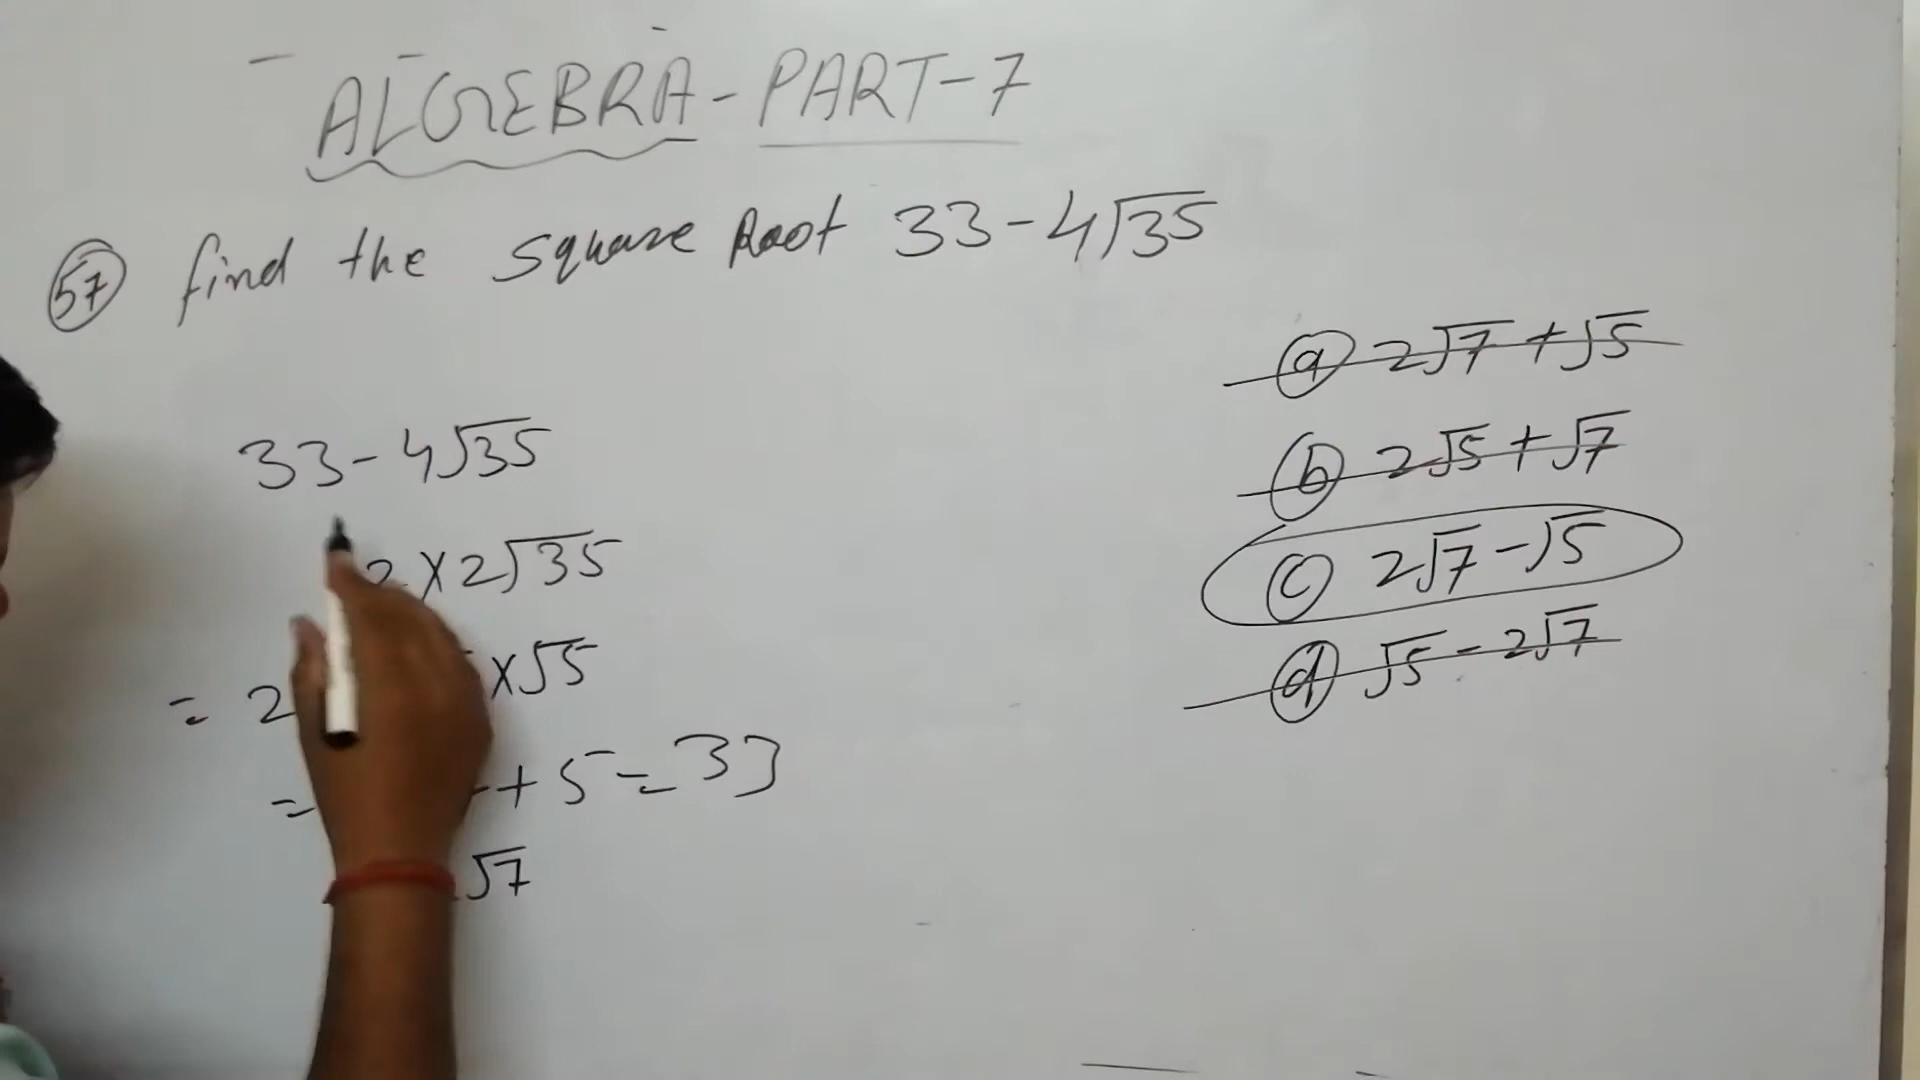 ALGEBRA - PART-7
57 find the square Root 33-4√35
a 2√7 + √5
33-4√35
b 2√5 + √7
2×2√35
c 2√7 - √5
= 2 ×√5
d √5 - 2√7
= + 5 = 33
√7